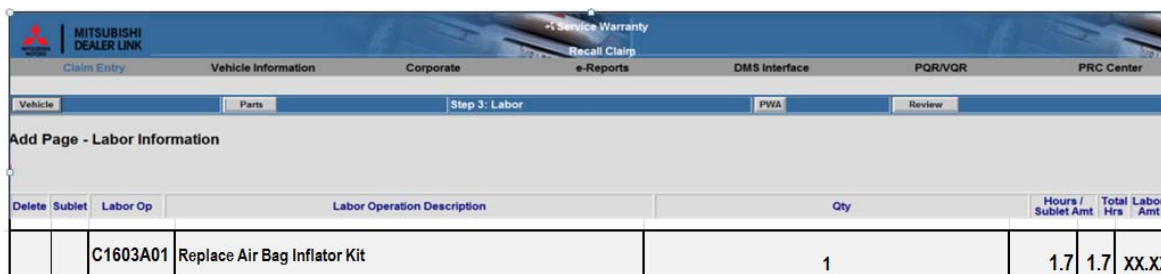 MITSUBISHI
DEALER LINK
Service Warranty
Recall Claim
Claim Entry Vehicle Information Corporate e-Reports DMS Interface PQR/VQR PRC Center
Vehicle Parts Step 3: Labor PWA Review
Add Page - Labor Information
Delete Sublet Labor Op Labor Operation Description Qty Hours / Sublet Amt Total Hrs Labor Amt
C1603A01 Replace Air Bag Inflator Kit 1 1.7 1.7 XX.X